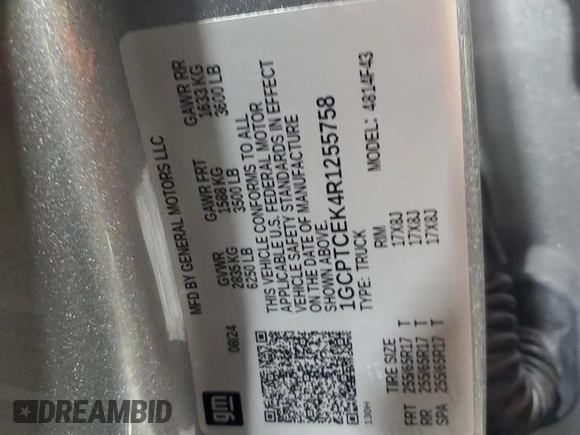 MFD BY GENERAL MOTORS LLC
08/24
GVWR GAWR FRT GAWR RR
2835 KG 1588 KG 1633 KG
6250 LB 3500 LB 3600 LB
THIS VEHICLE CONFORMS TO ALL
APPLICABLE U.S. FEDERAL MOTOR
VEHICLE SAFETY STANDARDS IN EFFECT
ON THE DATE OF MANUFACTURE
SHOWN ABOVE.
1GCPTCEK4R1255758
TYPE: TRUCK MODEL: 4814F43
gm
130H
TIRE SIZE RIM
FRT 255/65R17 T 17X8J
RR 255/65R17 T 17X8J
SPA 255/65R17 T 17X8J
DREAMBID